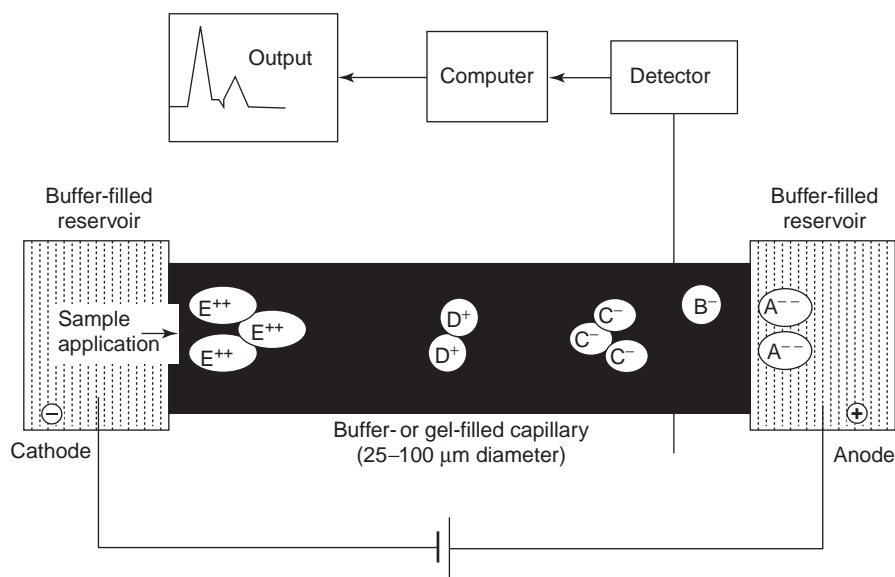 Output
Computer
Detector
Buffer-filled
reservoir
Buffer-filled
reservoir
Sample
application
E++
E++
E++
D+
D+
C−
C−
C−
B−
A−−
A−−
−
+
Cathode
Buffer- or gel-filled capillary
(25–100 μm diameter)
Anode